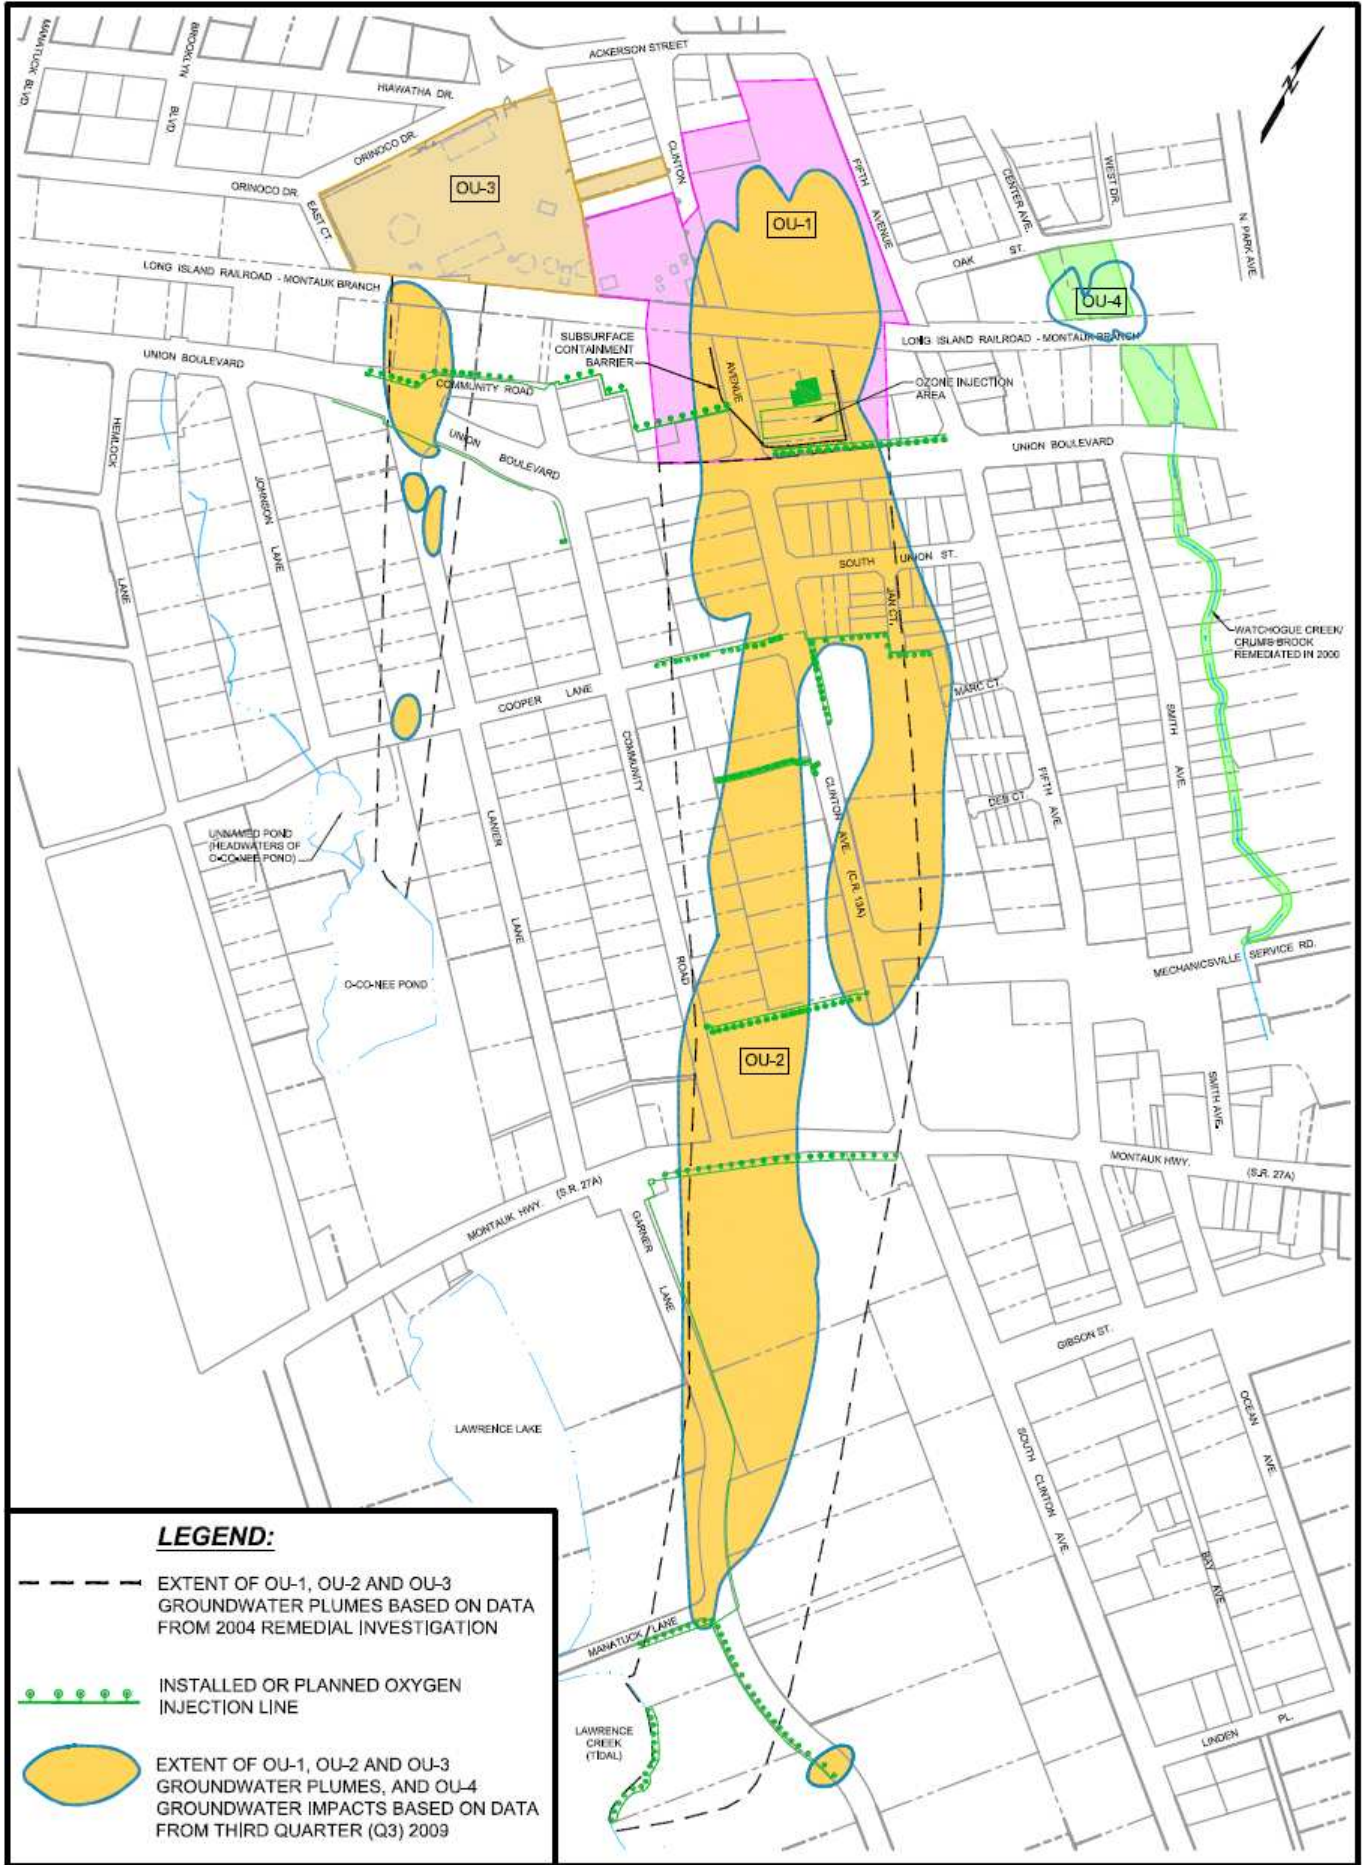 ACKERSON STREET
MANATUCK BLVD.
BROOKLYN
BLVD.
HIAWATHA DR.
N
ORINOCO DR.
ORINOCO DR.
EAST CT.
OU-3
CLINTON
OU-1
FIFTH
AVENUE
CENTER AVE.
WEST DR.
N. PARK AVE.
OAK
ST.
OU-4
LONG ISLAND RAILROAD - MONTAUK BRANCH
LONG ISLAND RAILROAD - MONTAUK BRANCH
SUBSURFACE
CONTAINMENT
BARRIER
AVENUE
OZONE INJECTION
AREA
UNION BOULEVARD
COMMUNITY ROAD
UNION
BOULEVARD
UNION BOULEVARD
HEMLOCK
LANE
JOHNSON
LANE
SOUTH
UNION ST.
JAN CT.
WATCHOGUE CREEK/
CRUM'S BROOK
REMEDIATED IN 2000
MARC CT.
COOPER
LANE
COMMUNITY
ROAD
SMITH
AVE.
DEB CT.
FIFTH AVE.
CLINTON
AVE.
(C.R. 13A)
LANIER
LANE
UNNAMED POND
(HEADWATERS OF
O-CO-NEE POND)
O-CO-NEE POND
MECHANICSVILLE SERVICE RD.
OU-2
SMITH AVE.
MONTAUK HWY.
(S.R. 27A)
MONTAUK HWY.
(S.R. 27A)
GARNER
LANE
GIBSON ST.
LAWRENCE LAKE
SOUTH CLINTON AVE.
OCEAN
AVE.
BAY
AVE.
MANATUCK LANE
LINDEN
PL.
LAWRENCE
CREEK
(TIDAL)
LEGEND:
EXTENT OF OU-1, OU-2 AND OU-3
GROUNDWATER PLUMES BASED ON DATA
FROM 2004 REMEDIAL INVESTIGATION
INSTALLED OR PLANNED OXYGEN
INJECTION LINE
EXTENT OF OU-1, OU-2 AND OU-3
GROUNDWATER PLUMES, AND OU-4
GROUNDWATER IMPACTS BASED ON DATA
FROM THIRD QUARTER (Q3) 2009